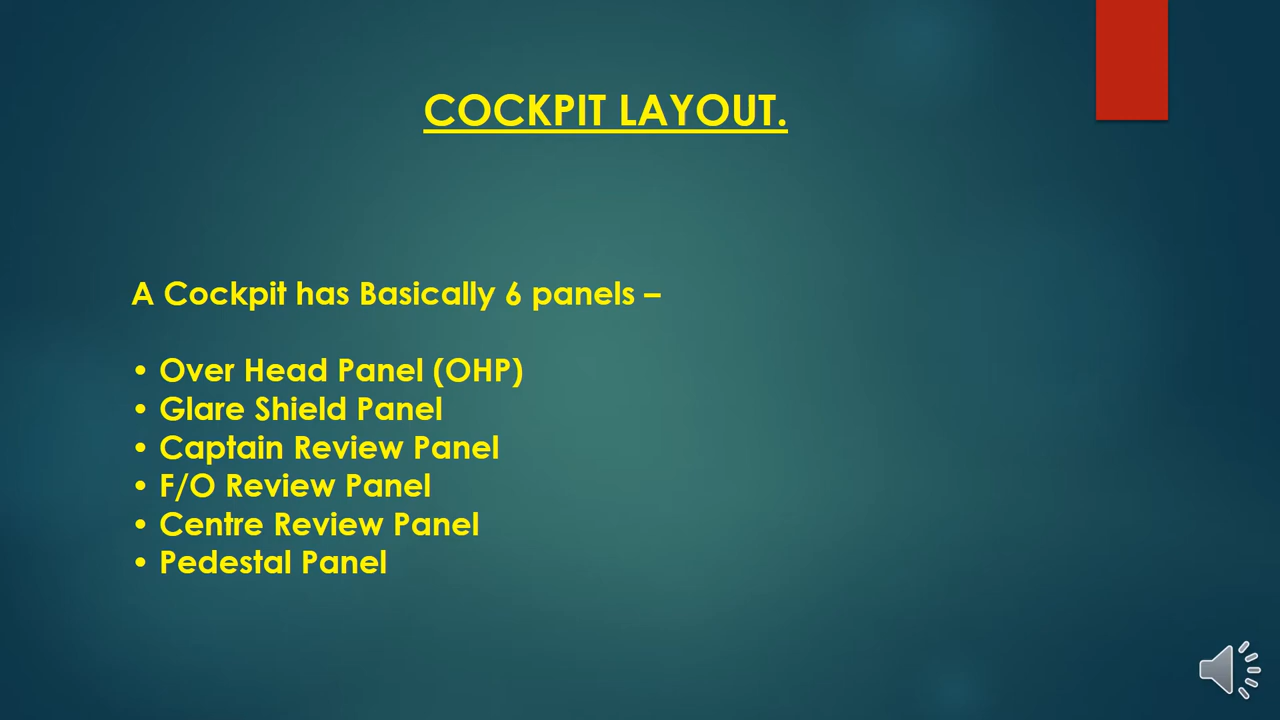 COCKPIT LAYOUT.
A Cockpit has Basically 6 panels –
• Over Head Panel (OHP)
• Glare Shield Panel
• Captain Review Panel
• F/O Review Panel
• Centre Review Panel
• Pedestal Panel